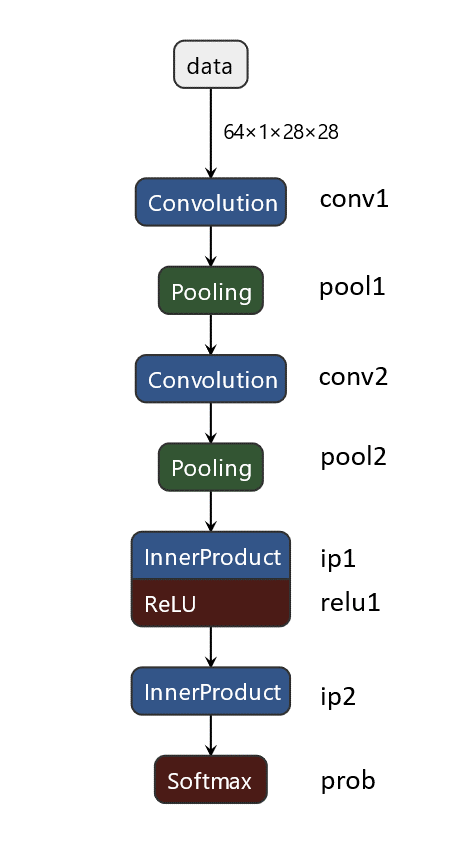 data
64×1×28×28
Convolution conv1
Pooling pool1
Convolution conv2
Pooling pool2
InnerProduct ip1
ReLU relu1
InnerProduct ip2
Softmax prob